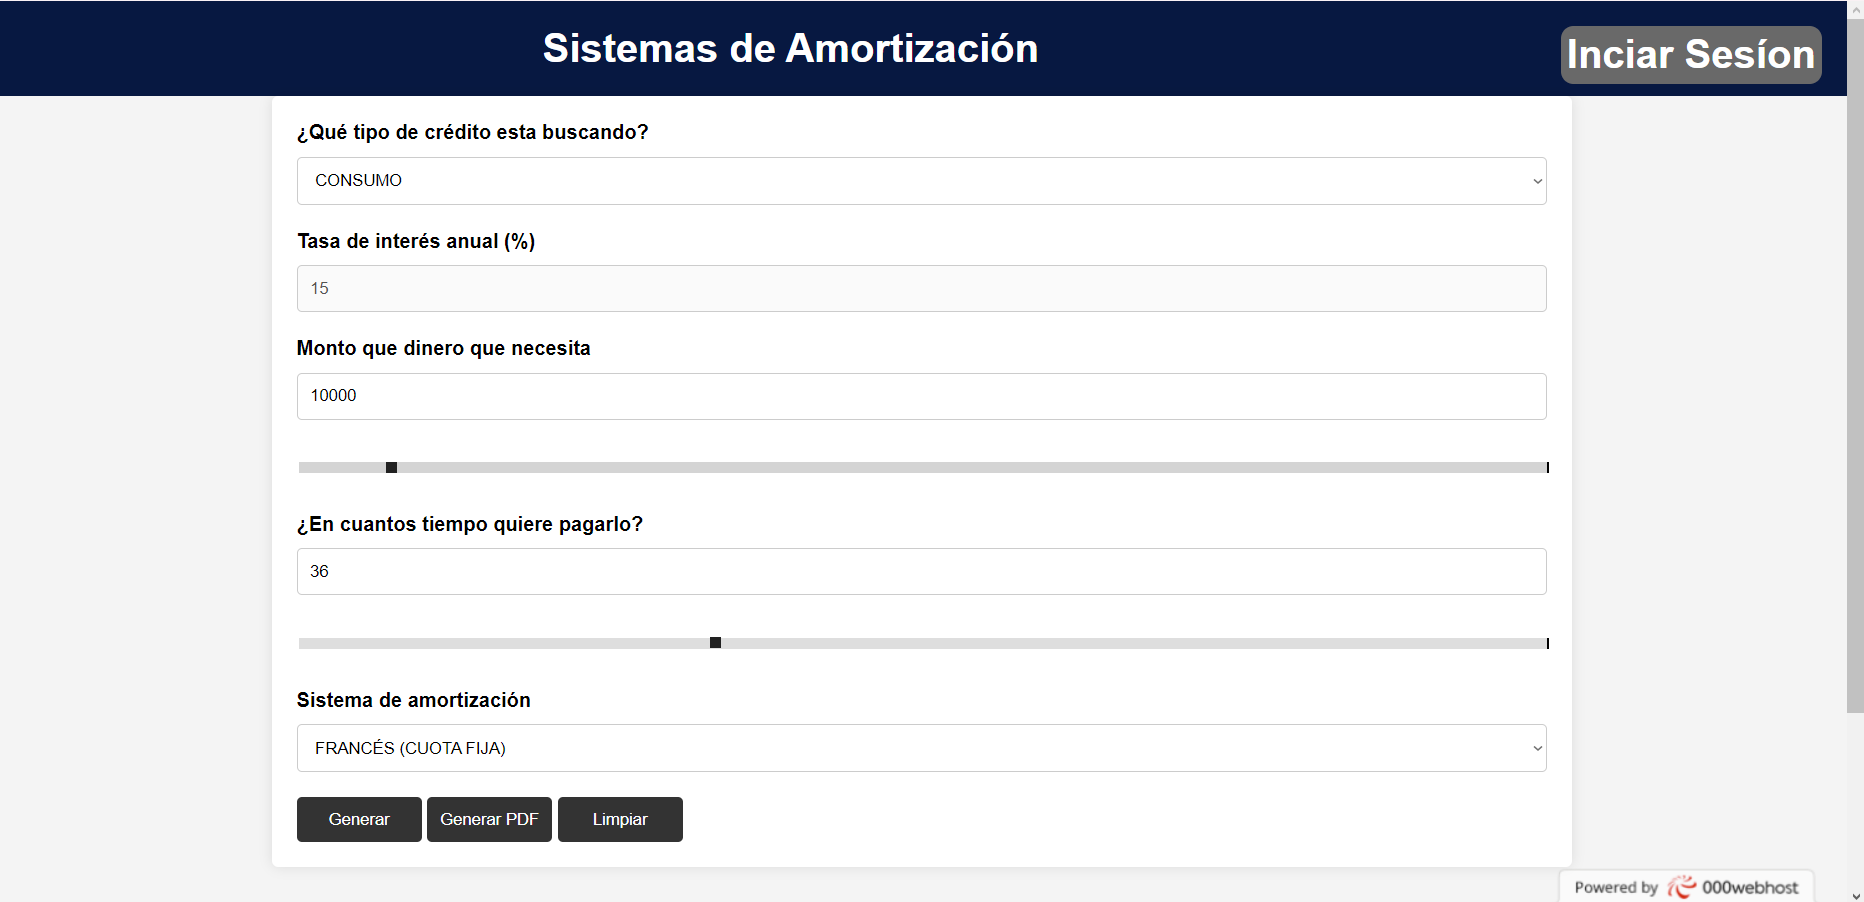 Sistemas de Amortización
Inciar Sesíon
¿Qué tipo de crédito esta buscando?
CONSUMO
Tasa de interés anual (%)
15
Monto que dinero que necesita
10000
¿En cuantos tiempo quiere pagarlo?
36
Sistema de amortización
FRANCÉS (CUOTA FIJA)
Generar
Generar PDF
Limpiar
Powered by 000webhost